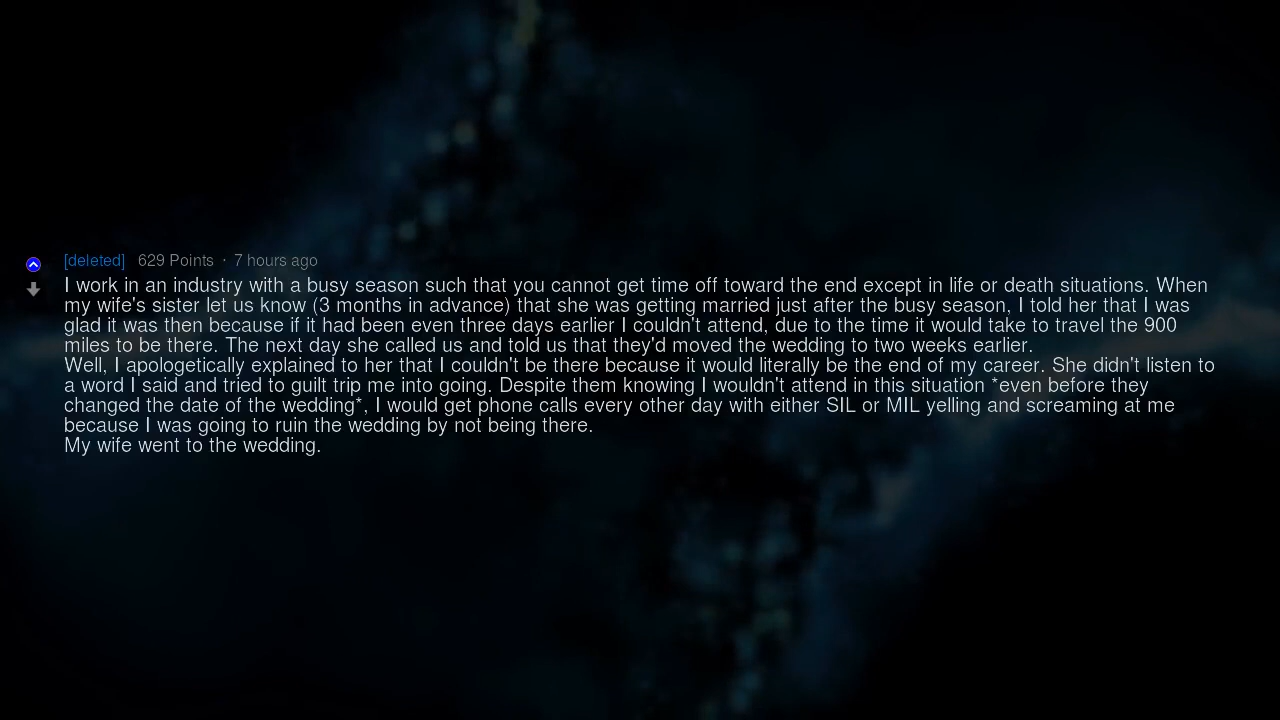 [deleted] 629 Points · 7 hours ago
I work in an industry with a busy season such that you cannot get time off toward the end except in life or death situations. When
my wife's sister let us know (3 months in advance) that she was getting married just after the busy season, I told her that I was
glad it was then because if it had been even three days earlier I couldn't attend, due to the time it would take to travel the 900
miles to be there. The next day she called us and told us that they'd moved the wedding to two weeks earlier.
Well, I apologetically explained to her that I couldn't be there because it would literally be the end of my career. She didn't listen to
a word I said and tried to guilt trip me into going. Despite them knowing I wouldn't attend in this situation *even before they
changed the date of the wedding*, I would get phone calls every other day with either SIL or MIL yelling and screaming at me
because I was going to ruin the wedding by not being there.
My wife went to the wedding.